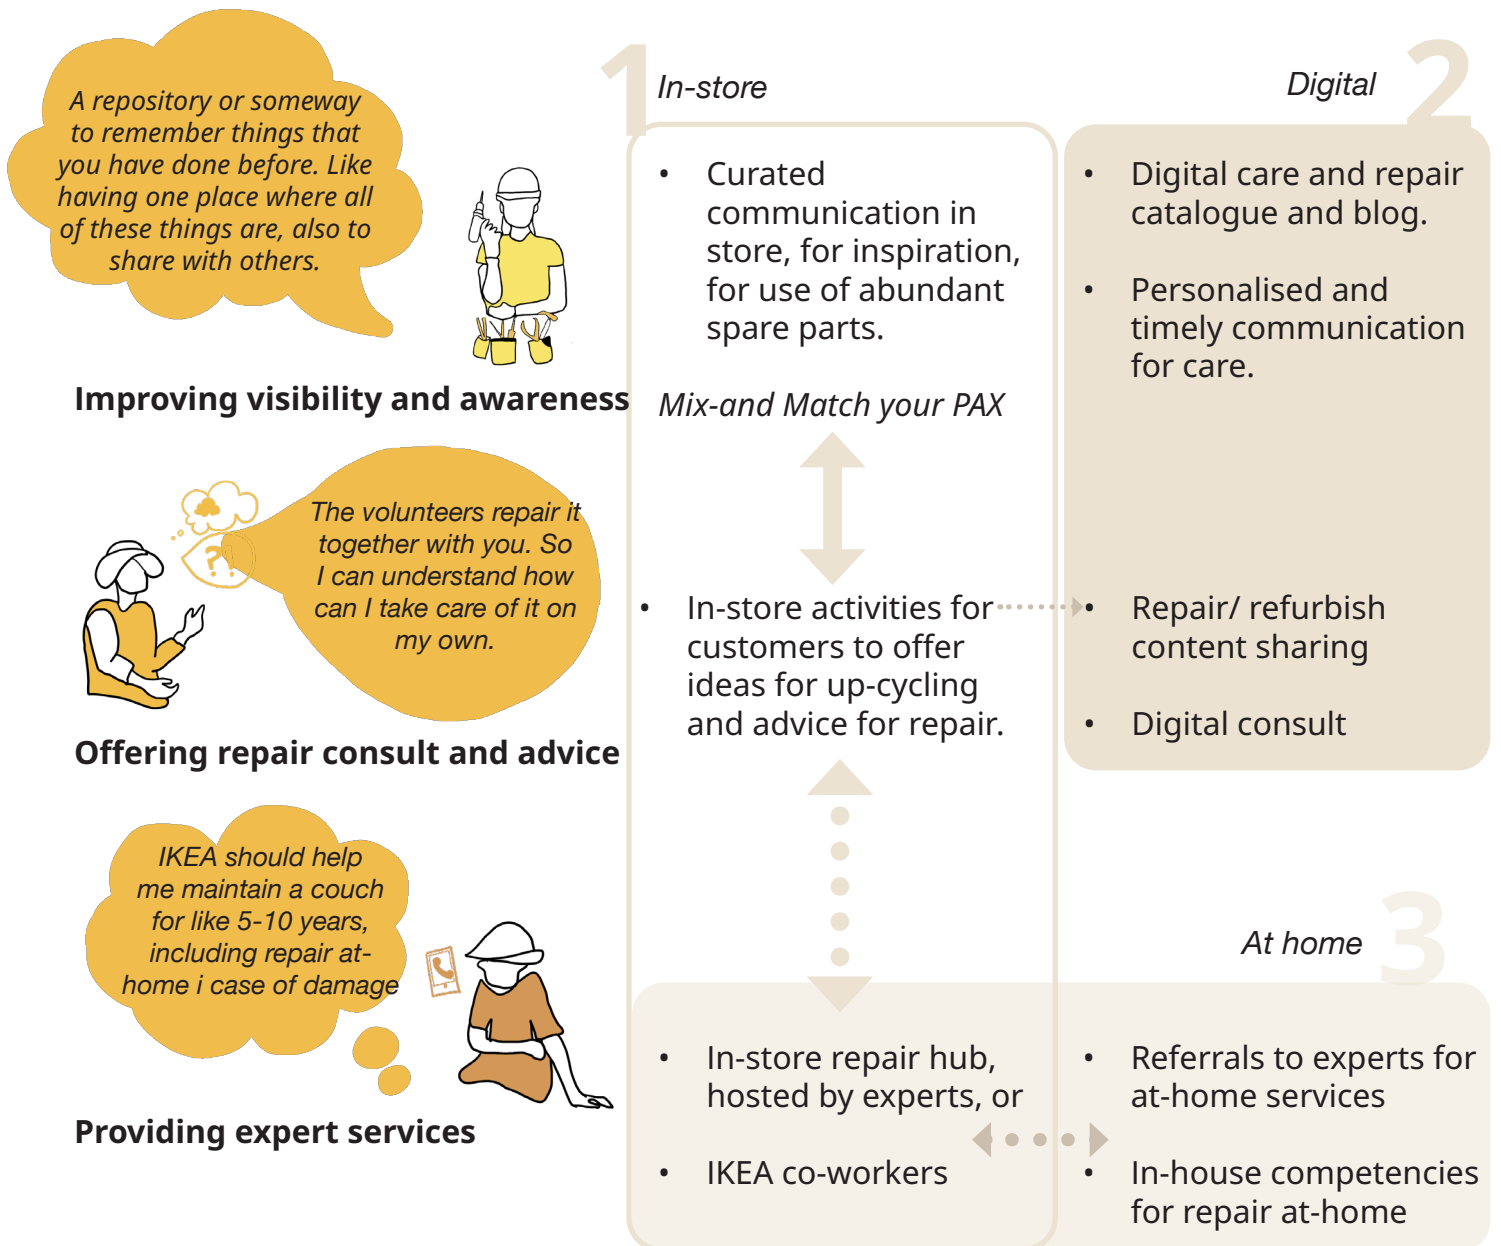 A repository or someway
to remember things that
you have done before. Like
having one place where all
of these things are, also to
share with others.
Improving visibility and awareness
1
In-store
• Curated
communication in
store, for inspiration,
for use of abundant
spare parts.
Mix-and Match your PAX
Digital
2
• Digital care and repair
catalogue and blog.
• Personalised and
timely communication
for care.
?!
The volunteers repair it
together with you. So
I can understand how
can I take care of it on
my own.
Offering repair consult and advice
• In-store activities for
customers to offer
ideas for up-cycling
and advice for repair.
• Repair/ refurbish
content sharing
• Digital consult
IKEA should help
me maintain a couch
for like 5-10 years,
including repair at-
home i case of damage
Providing expert services
At home
3
• In-store repair hub,
hosted by experts, or
• IKEA co-workers
• Referrals to experts for
at-home services
• In-house competencies
for repair at-home